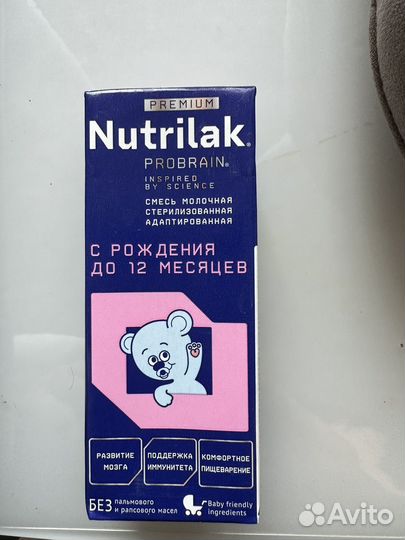 PREMIUM
Nutrilak®
PROBRAIN®
INSPIRED
BY SCIENCE
СМЕСЬ МОЛОЧНАЯ
СТЕРИЛИЗОВАННАЯ
АДАПТИРОВАННАЯ
С РОЖДЕНИЯ
ДО 12 МЕСЯЦЕВ
РАЗВИТИЕ МОЗГА
ПОДДЕРЖКА ИММУНИТЕТА
КОМФОРТНОЕ ПИЩЕВАРЕНИЕ
БЕЗ пальмового
и рапсового масел
Baby friendly
ingredients
Avito